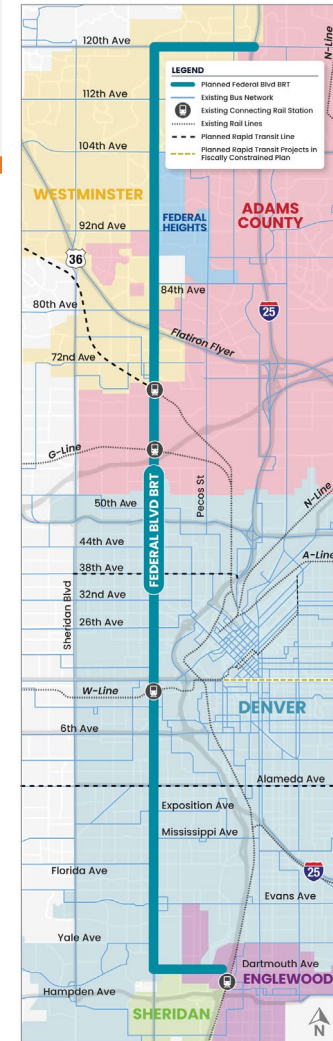 120th Ave
N-Line
LEGEND
Planned Federal Blvd BRT
Existing Bus Network
Existing Connecting Rail Station
Existing Rail Lines
Planned Rapid Transit Line
Planned Rapid Transit Projects in
Fiscally Constrained Plan
112th Ave
104th Ave
WESTMINSTER
FEDERAL
HEIGHTS
ADAMS
COUNTY
92nd Ave
36
84th Ave
80th Ave
25
Flatiron Flyer
72nd Ave
G-Line
Pecos St
50th Ave
N-Line
FEDERAL BLVD BRT
44th Ave
A-Line
38th Ave
Sheridan Blvd
32nd Ave
26th Ave
W-Line
DENVER
6th Ave
Alameda Ave
Exposition Ave
Mississippi Ave
Florida Ave
25
Evans Ave
Yale Ave
Dartmouth Ave
ENGLEWOOD
Hampden Ave
SHERIDAN
N